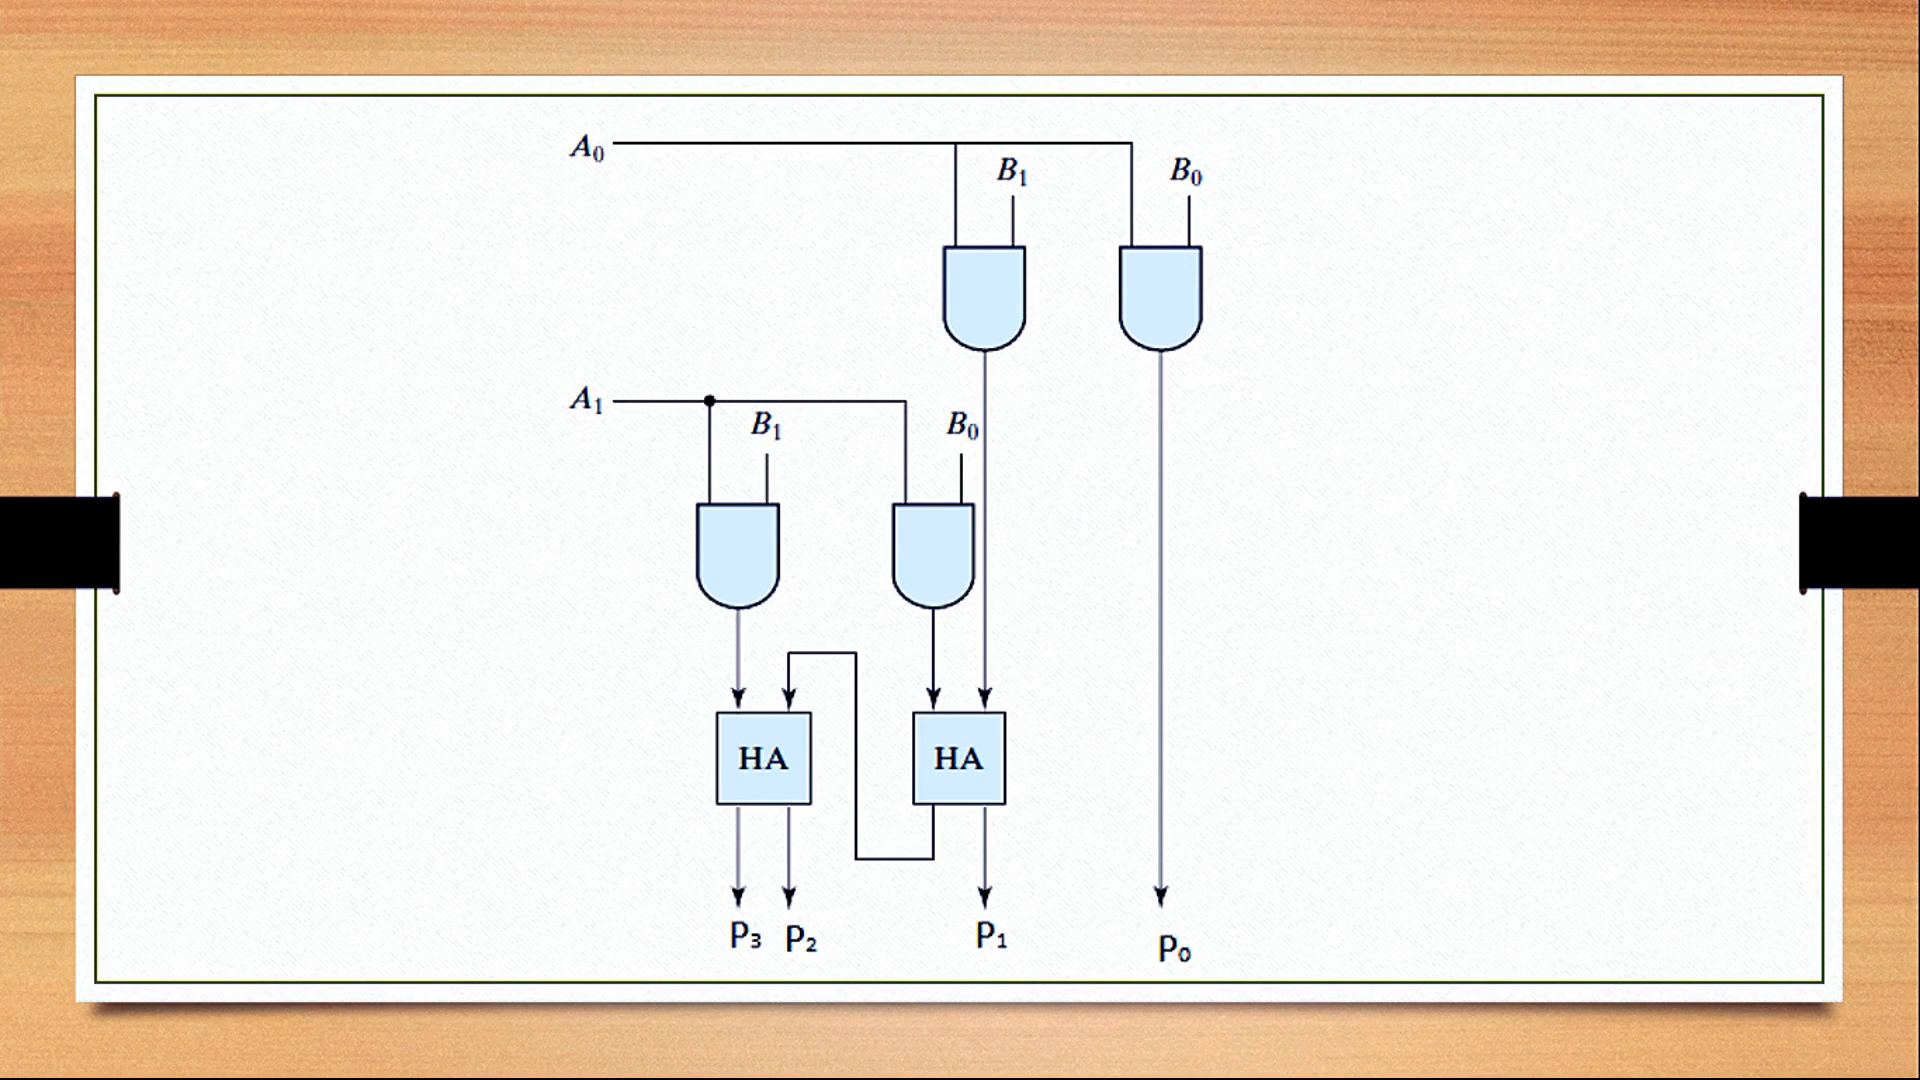 A₀
B₁ B₀
A₁
B₁ B₀
HA HA
P₃ P₂ P₁ P₀